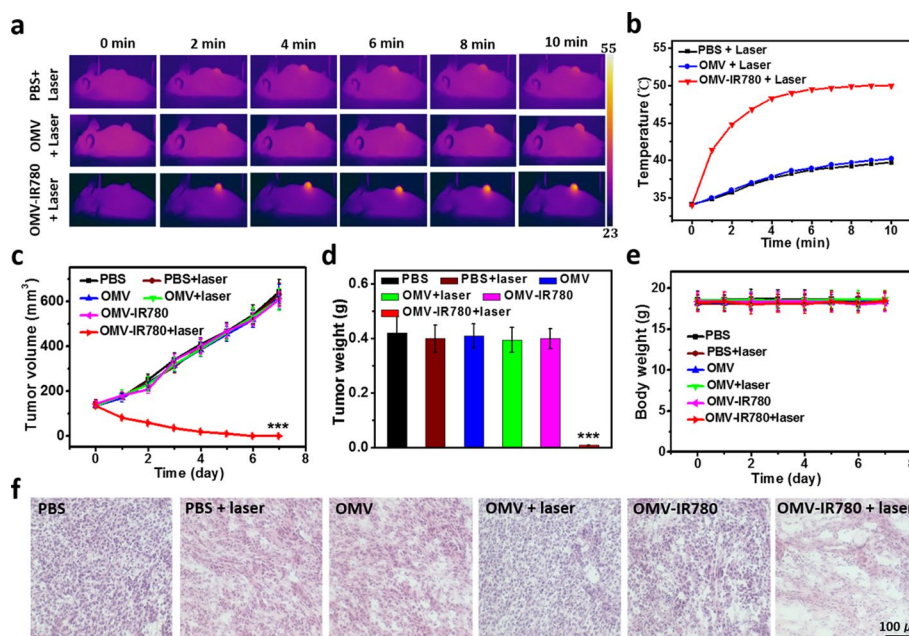 a
0 min 2 min 4 min 6 min 8 min 10 min
PBS+
Laser
OMV
+ Laser
OMV-IR780
+ Laser
55
23
b
PBS + Laser
OMV + Laser
OMV-IR780 + Laser
Temperature (℃)
50
45
40
35
0 2 4 6 8 10
Time (min)
c
PBS PBS+laser
OMV OMV+laser
OMV-IR780
OMV-IR780+laser
Tumor volume (mm3)
600
400
200
0
***
0 2 4 6 8
Time (day)
d
PBS PBS+laser OMV
OMV+laser OMV-IR780
OMV-IR780+laser
Tumor weight (g)
0.6
0.4
0.2
0.0
***
e
Body weight (g)
20
15
10
5
0
PBS
PBS+laser
OMV
OMV+laser
OMV-IR780
OMV-IR780+laser
0 2 4 6 8
Time (day)
f
PBS PBS + laser OMV OMV + laser OMV-IR780 OMV-IR780 + laser
100 μ